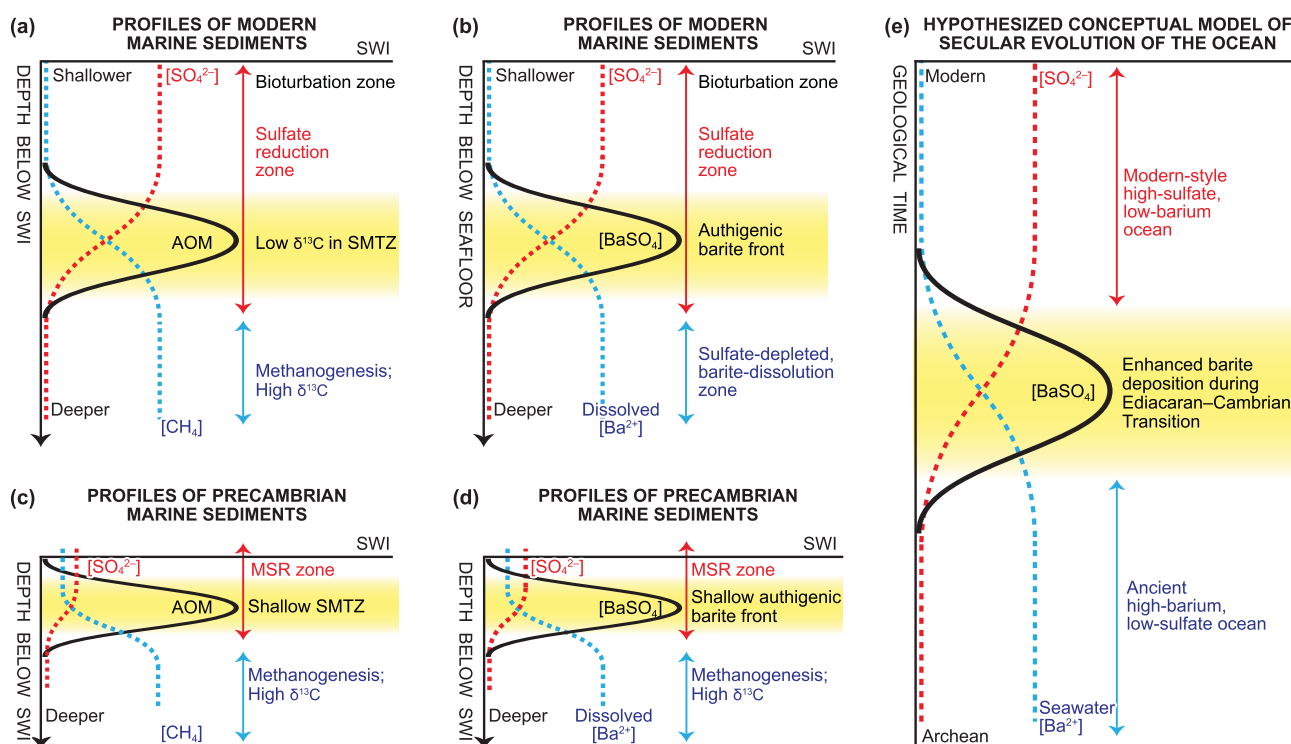 (a)
PROFILES OF MODERN
MARINE SEDIMENTS
SWI
DEPTH BELOW SWI
Shallower
[SO₄²⁻]
Bioturbation zone
Sulfate
reduction
zone
AOM
Low δ¹³C in SMTZ
Methanogenesis;
High δ¹³C
Deeper
[CH₄]
(b)
PROFILES OF MODERN
MARINE SEDIMENTS
SWI
DEPTH BELOW SEAFLOOR
Shallower
[SO₄²⁻]
Bioturbation zone
Sulfate
reduction
zone
[BaSO₄]
Authigenic
barite front
Sulfate-depleted,
barite-dissolution
zone
Deeper
Dissolved
[Ba²⁺]
(c)
PROFILES OF PRECAMBRIAN
MARINE SEDIMENTS
SWI
DEPTH BELOW SWI
[SO₄²⁻]
MSR zone
AOM
Shallow SMTZ
Methanogenesis;
High δ¹³C
Deeper
[CH₄]
(d)
PROFILES OF PRECAMBRIAN
MARINE SEDIMENTS
SWI
DEPTH BELOW SWI
[SO₄²⁻]
MSR zone
[BaSO₄]
Shallow authigenic
barite front
Methanogenesis;
High δ¹³C
Deeper
Dissolved
[Ba²⁺]
(e)
HYPOTHESIZED CONCEPTUAL MODEL OF
SECULAR EVOLUTION OF THE OCEAN
GEOLOGICAL TIME
Modern
[SO₄²⁻]
Modern-style
high-sulfate,
low-barium
ocean
[BaSO₄]
Enhanced barite
deposition during
Ediacaran–Cambrian
Transition
Ancient
high-barium,
low-sulfate ocean
Seawater
[Ba²⁺]
Archean